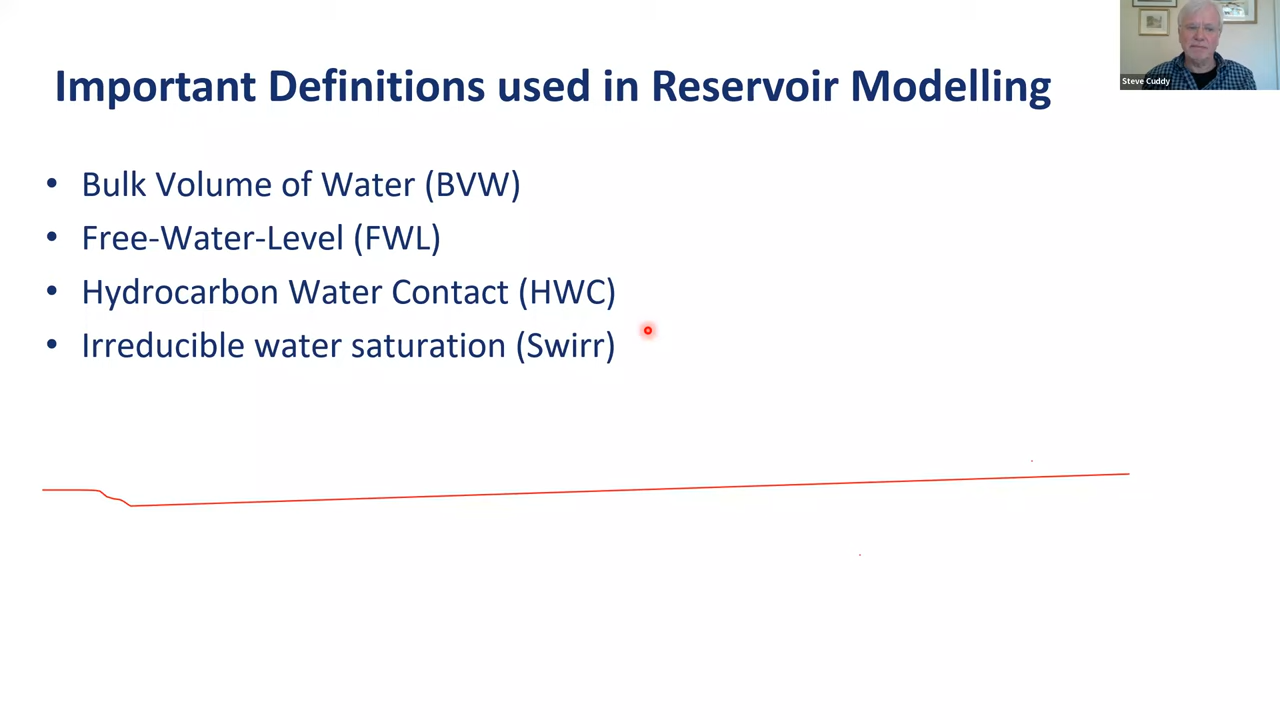 Important Definitions used in Reservoir Modelling
Steve Cuddy
• Bulk Volume of Water (BVW)
• Free-Water-Level (FWL)
• Hydrocarbon Water Contact (HWC)
• Irreducible water saturation (Swirr)